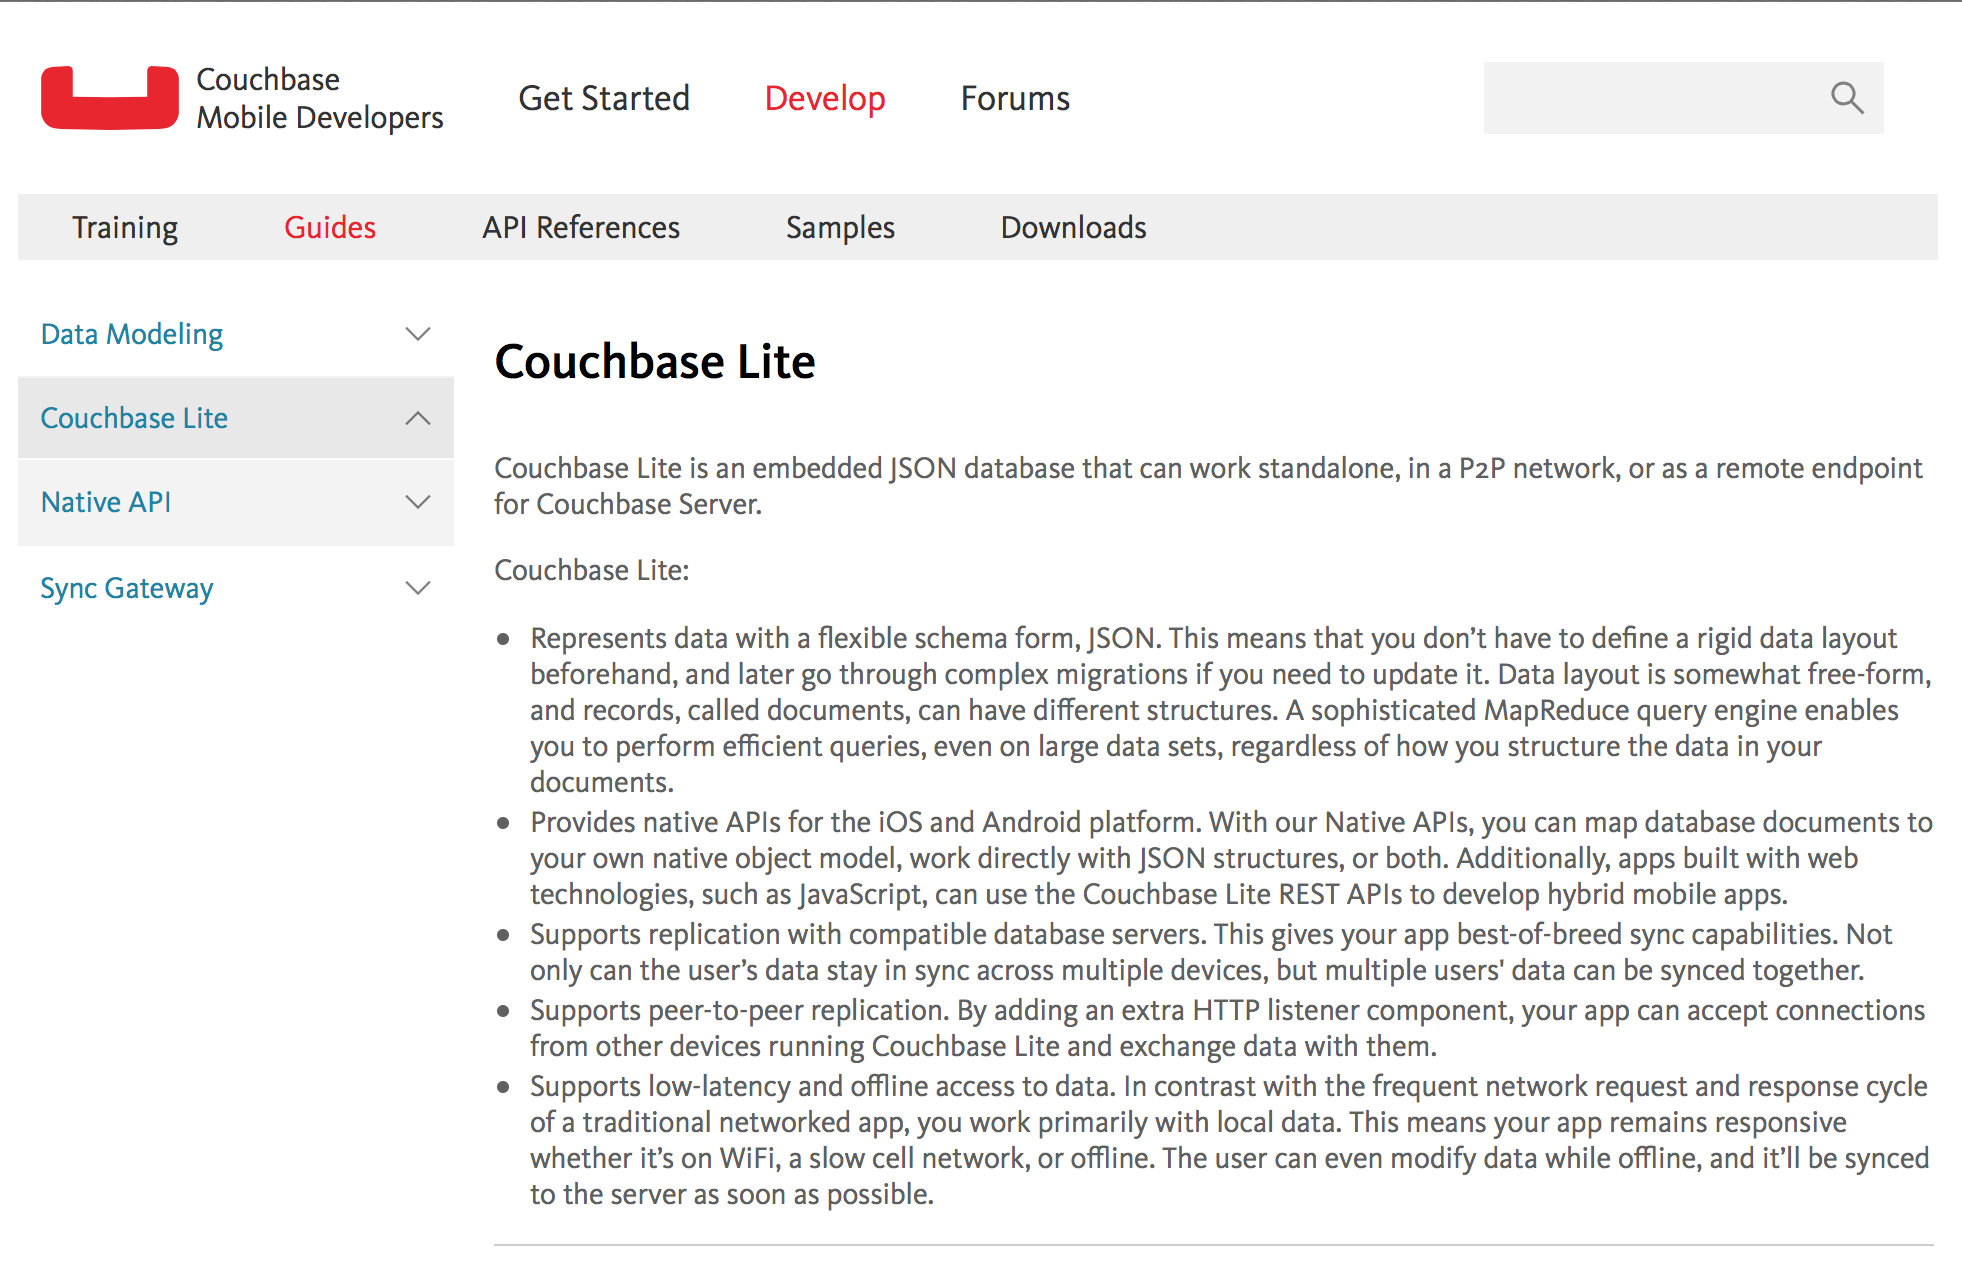 Couchbase
Mobile Developers
Get Started
Develop
Forums
Training
Guides
API References
Samples
Downloads
Data Modeling
Couchbase Lite
Native API
Sync Gateway
Couchbase Lite
Couchbase Lite is an embedded JSON database that can work standalone, in a P2P network, or as a remote endpoint
for Couchbase Server.
Couchbase Lite:
• Represents data with a flexible schema form, JSON. This means that you don’t have to define a rigid data layout
beforehand, and later go through complex migrations if you need to update it. Data layout is somewhat free-form,
and records, called documents, can have different structures. A sophisticated MapReduce query engine enables
you to perform efficient queries, even on large data sets, regardless of how you structure the data in your
documents.
• Provides native APIs for the iOS and Android platform. With our Native APIs, you can map database documents to
your own native object model, work directly with JSON structures, or both. Additionally, apps built with web
technologies, such as JavaScript, can use the Couchbase Lite REST APIs to develop hybrid mobile apps.
• Supports replication with compatible database servers. This gives your app best-of-breed sync capabilities. Not
only can the user’s data stay in sync across multiple devices, but multiple users' data can be synced together.
• Supports peer-to-peer replication. By adding an extra HTTP listener component, your app can accept connections
from other devices running Couchbase Lite and exchange data with them.
• Supports low-latency and offline access to data. In contrast with the frequent network request and response cycle
of a traditional networked app, you work primarily with local data. This means your app remains responsive
whether it’s on WiFi, a slow cell network, or offline. The user can even modify data while offline, and it’ll be synced
to the server as soon as possible.